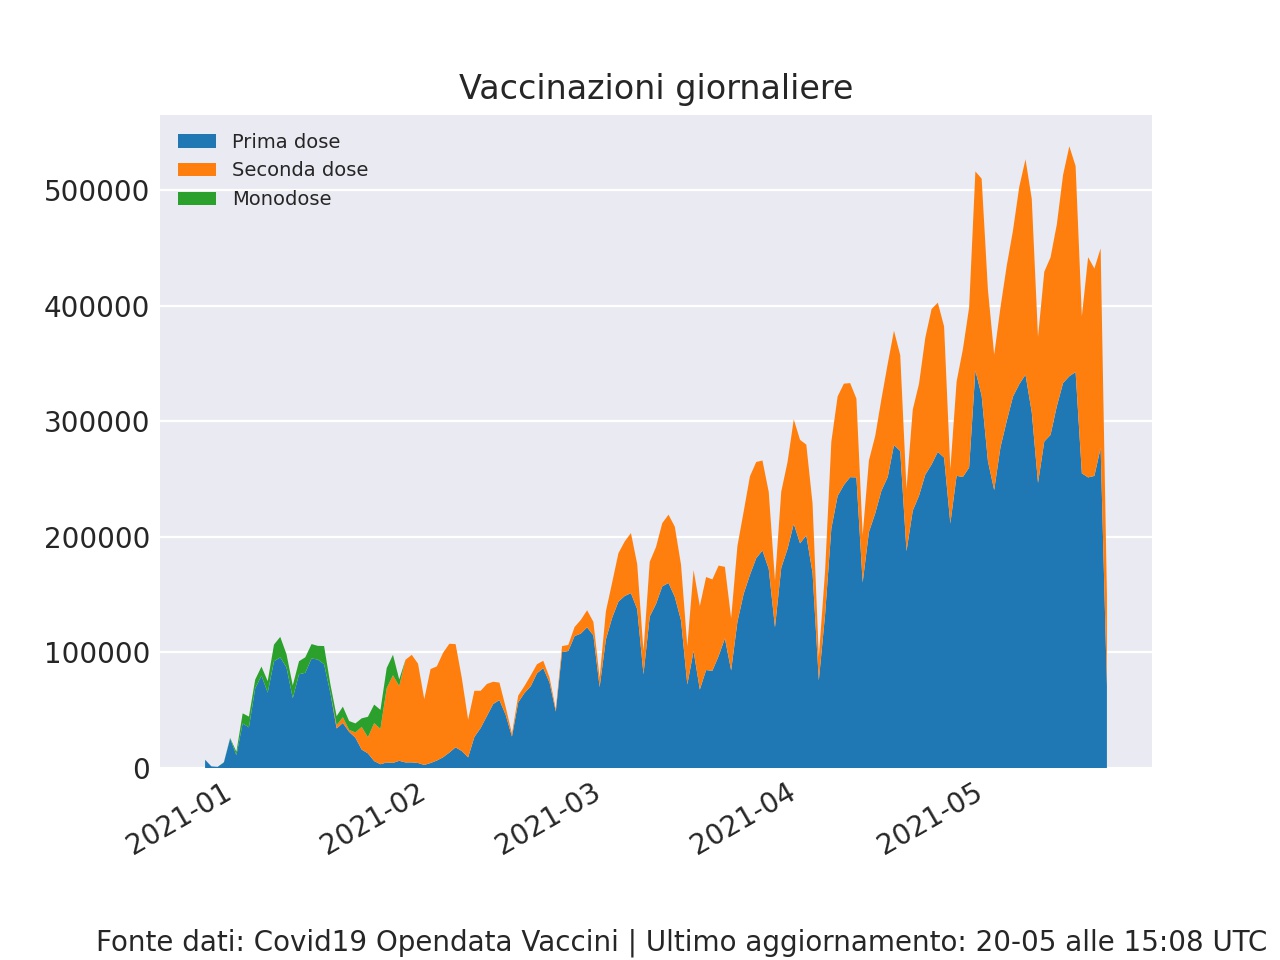 Vaccinazioni giornaliere
Prima dose
Seconda dose
Monodose
500000
400000
300000
200000
100000
0
2021-01
2021-02
2021-03
2021-04
2021-05
Fonte dati: Covid19 Opendata Vaccini | Ultimo aggiornamento: 20-05 alle 15:08 UTC